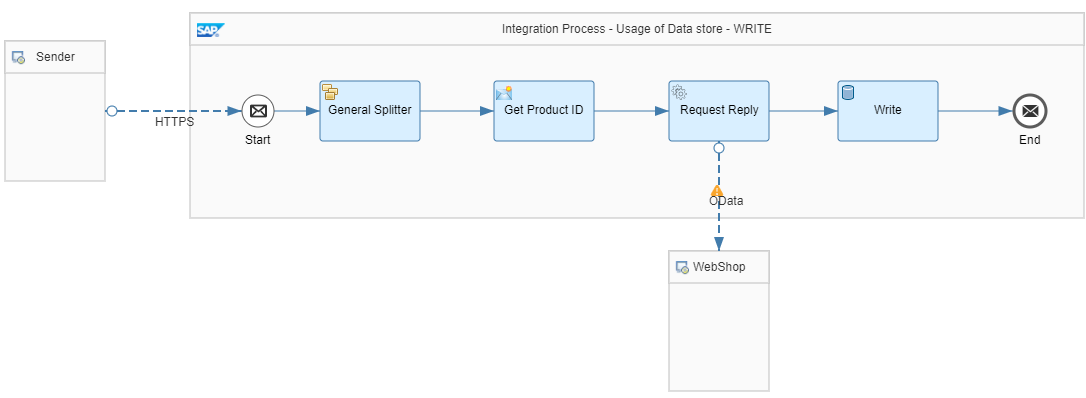 SAP
Integration Process - Usage of Data store - WRITE
Sender
HTTPS
Start
General Splitter
Get Product ID
Request Reply
Write
End
OData
WebShop